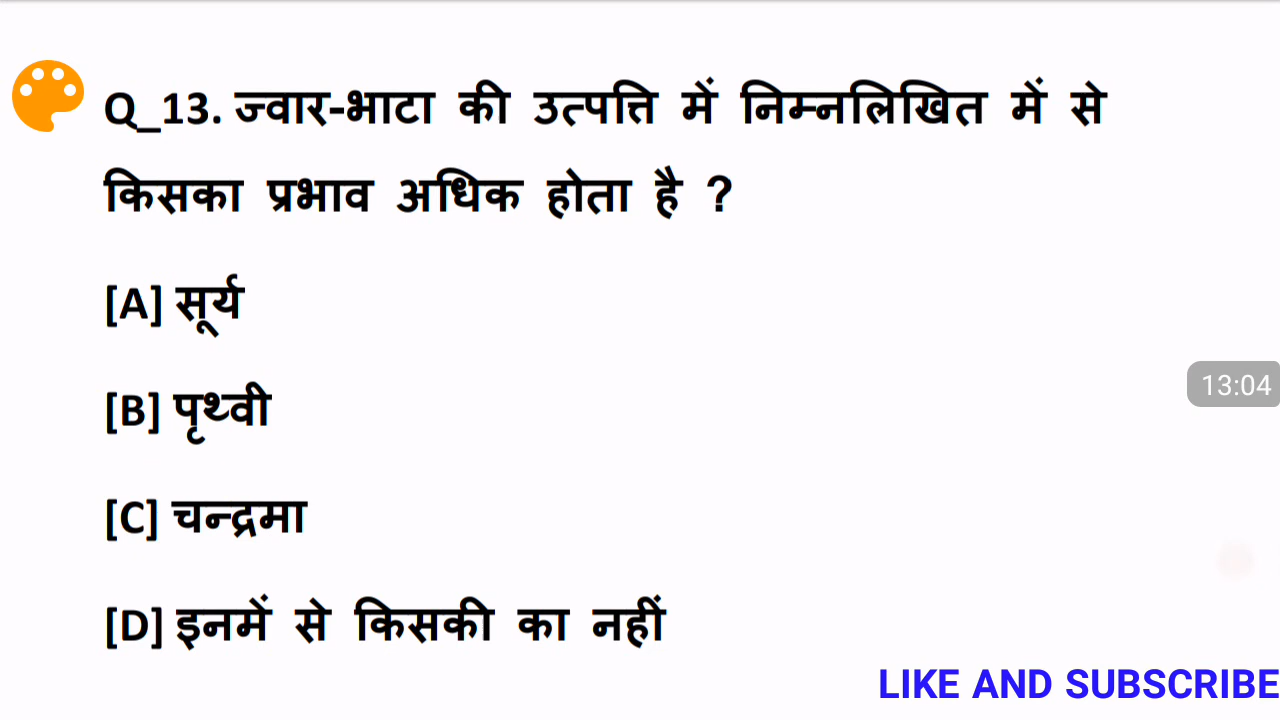 Q_13. ज्वार-भाटा की उत्पत्ति में निम्नलिखित में से
किसका प्रभाव अधिक होता है ?
[A] सूर्य
[B] पृथ्वी
13:04
[C] चन्द्रमा
[D] इनमें से किसकी का नहीं
LIKE AND SUBSCRIBE